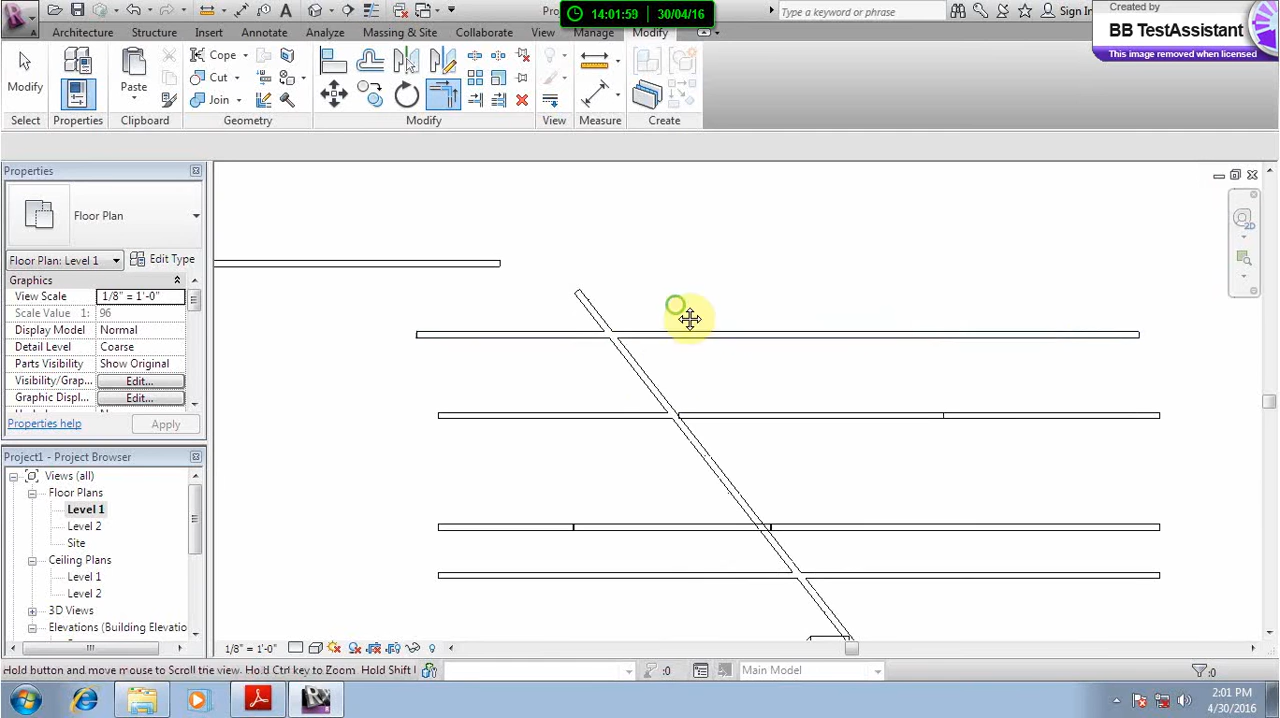 14:01:59 30/04/16
Type a keyword or phrase
Sign In
Created by
BB TestAssistant
This image removed when licensed
Architecture Structure Insert Annotate Analyze Massing & Site Collaborate View Manage Modify
Cope
Cut
Join
Modify
Paste
Select Properties Clipboard Geometry Modify View Measure Create
Properties
Floor Plan
Floor Plan: Level 1 Edit Type
Graphics
View Scale 1/8" = 1'-0"
Scale Value 1: 96
Display Model Normal
Detail Level Coarse
Parts Visibility Show Original
Visibility/Grap... Edit...
Graphic Displ... Edit...
Properties help Apply
Project1 - Project Browser
Views (all)
Floor Plans
Level 1
Level 2
Site
Ceiling Plans
Level 1
Level 2
3D Views
Elevations (Building Elevatio
2D
1/8" = 1'-0"
Hold button and move mouse to Scroll the view. Hold Ctrl key to Zoom. Hold Shift
:0
Main Model
:0
2:01 PM
4/30/2016